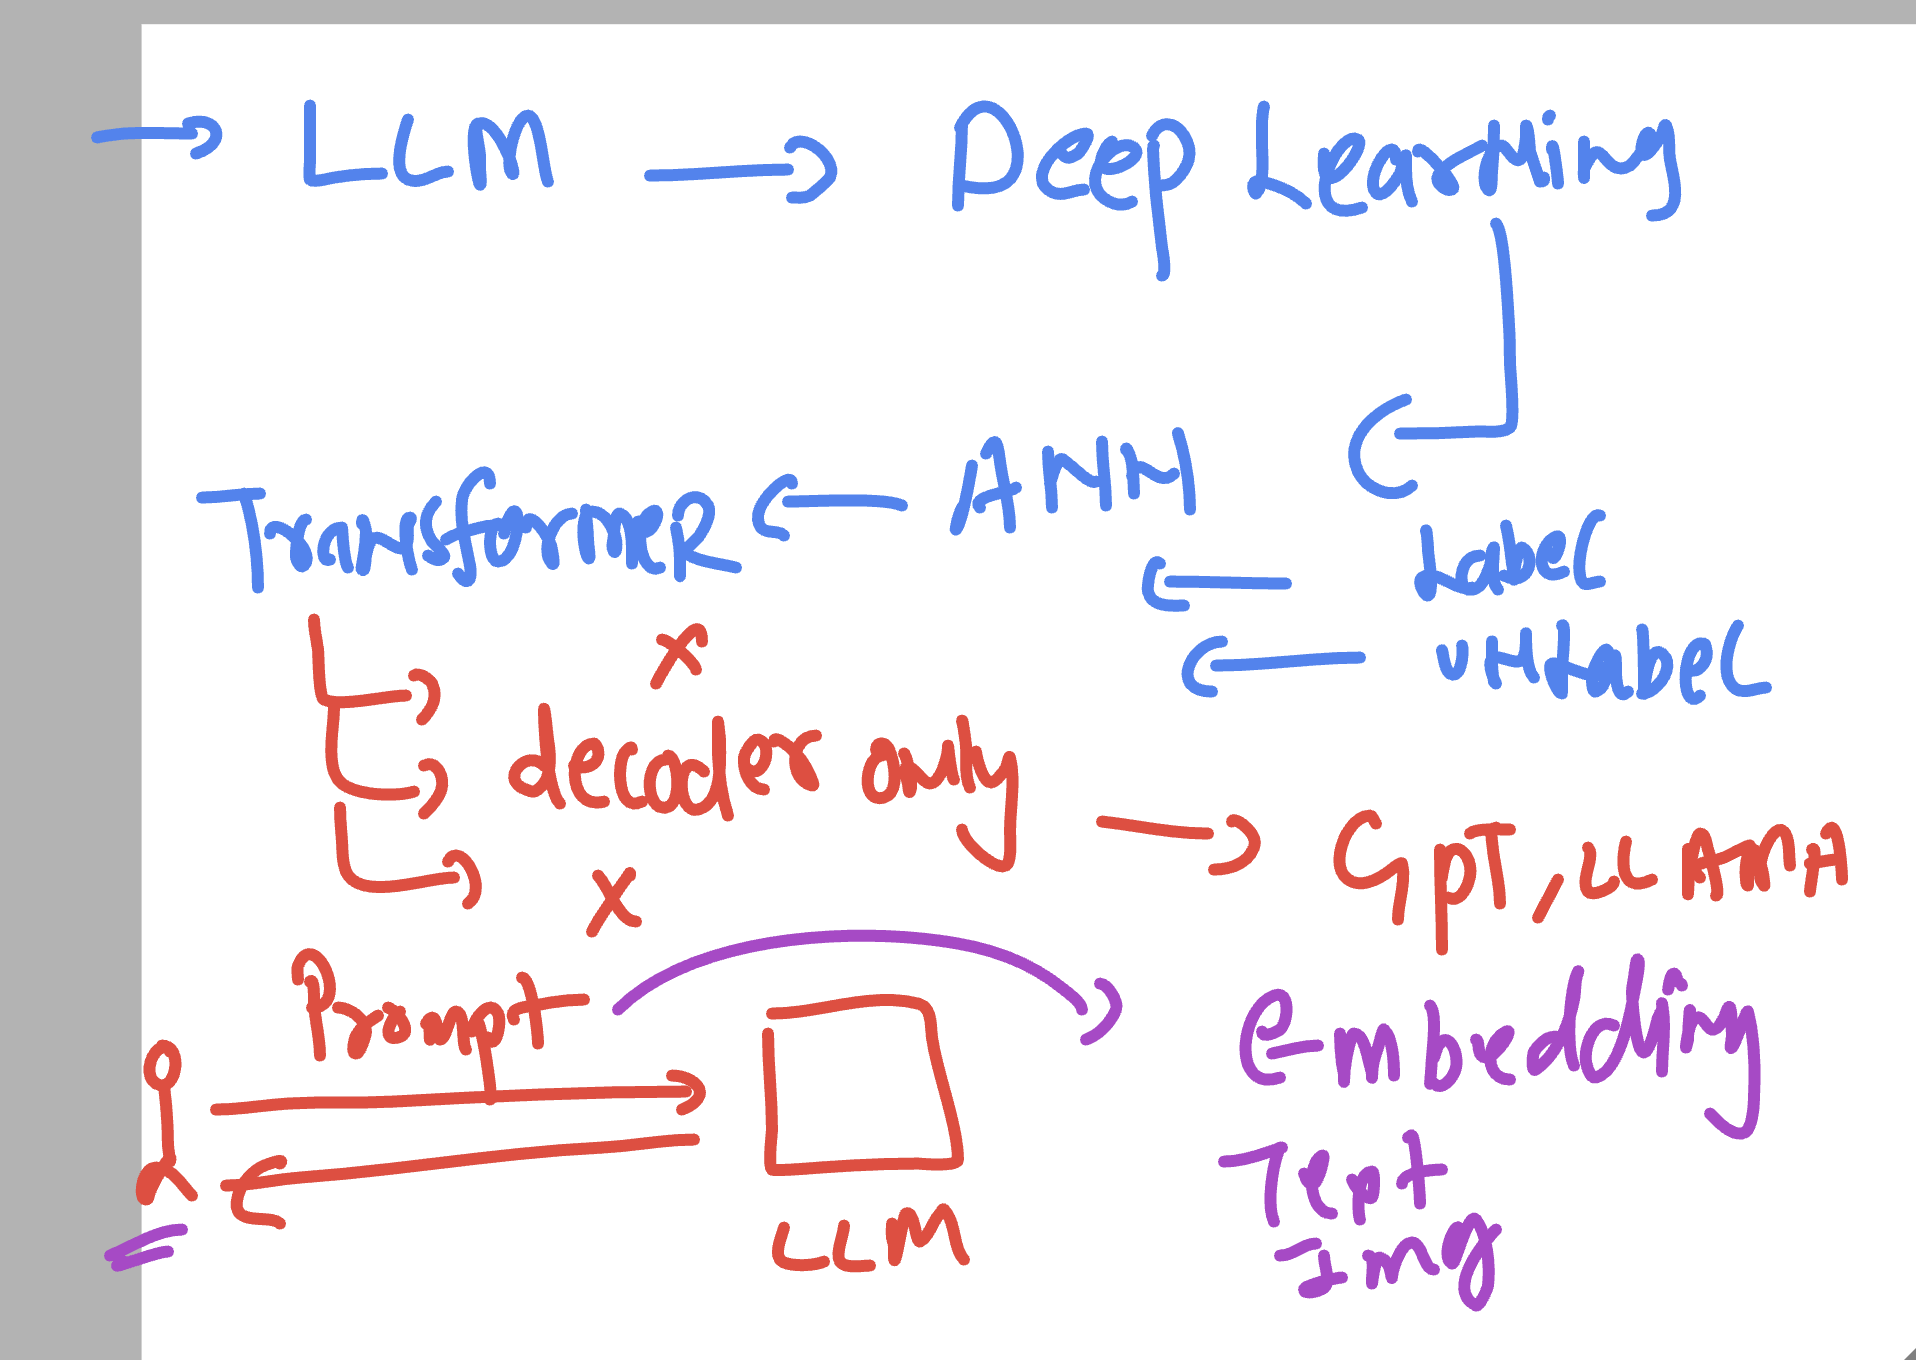 → LLM → Deep Learning
Transformer ← ANN
← Label
← UNLabel
x
decoder only → GPT, LLAMA
x
Prompt
embedding
Text
Img
LLM